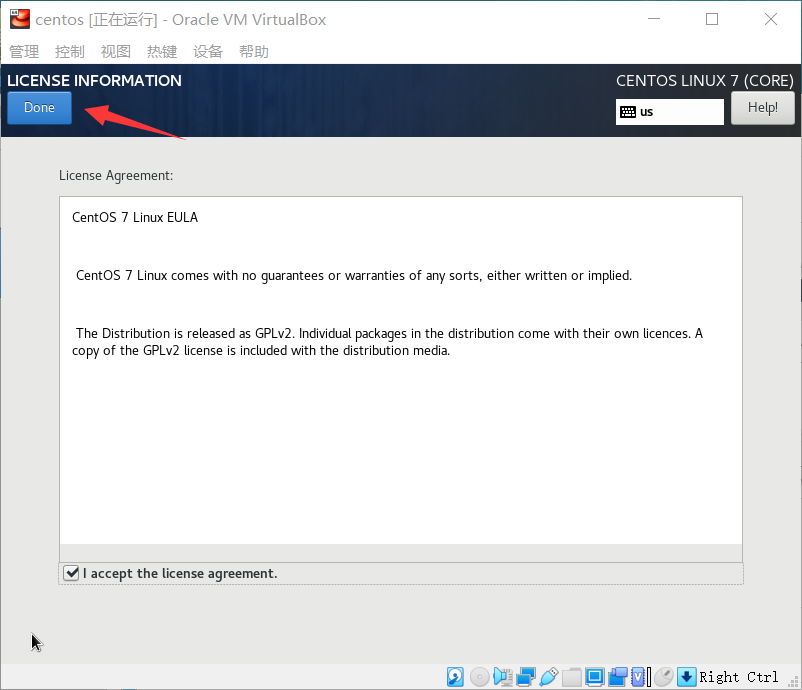 centos [正在运行] - Oracle VM VirtualBox
管理 控制 视图 热键 设备 帮助
LICENSE INFORMATION
CENTOS LINUX 7 (CORE)
Done
us
Help!
License Agreement:
CentOS 7 Linux EULA
CentOS 7 Linux comes with no guarantees or warranties of any sorts, either written or implied.
The Distribution is released as GPLv2. Individual packages in the distribution come with their own licences. A
copy of the GPLv2 license is included with the distribution media.
I accept the license agreement.
Right Ctrl